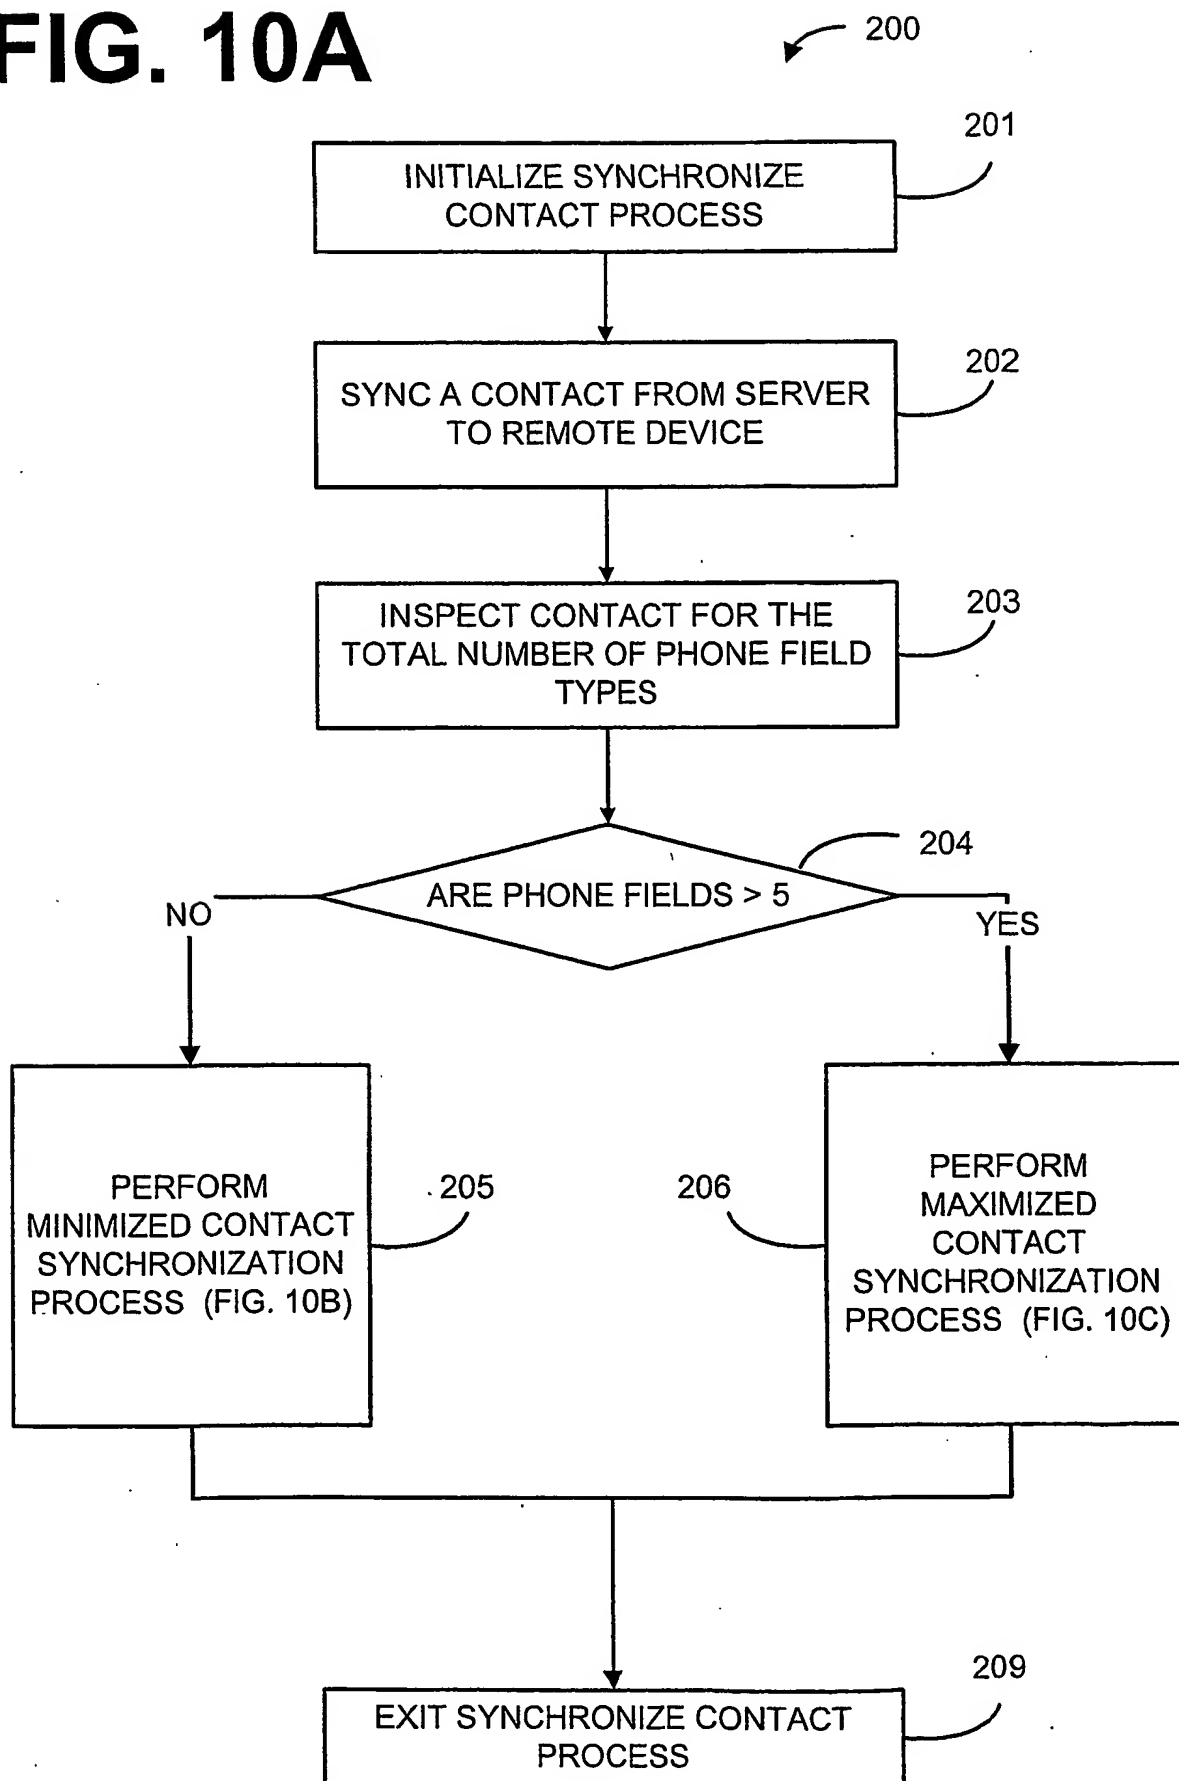 FIG. 10A
200
201
INITIALIZE SYNCHRONIZE
CONTACT PROCESS
202
SYNC A CONTACT FROM SERVER
TO REMOTE DEVICE
203
INSPECT CONTACT FOR THE
TOTAL NUMBER OF PHONE FIELD
TYPES
204
ARE PHONE FIELDS > 5
NO
YES
205
PERFORM
MINIMIZED CONTACT
SYNCHRONIZATION
PROCESS (FIG. 10B)
206
PERFORM
MAXIMIZED
CONTACT
SYNCHRONIZATION
PROCESS (FIG. 10C)
209
EXIT SYNCHRONIZE CONTACT
PROCESS